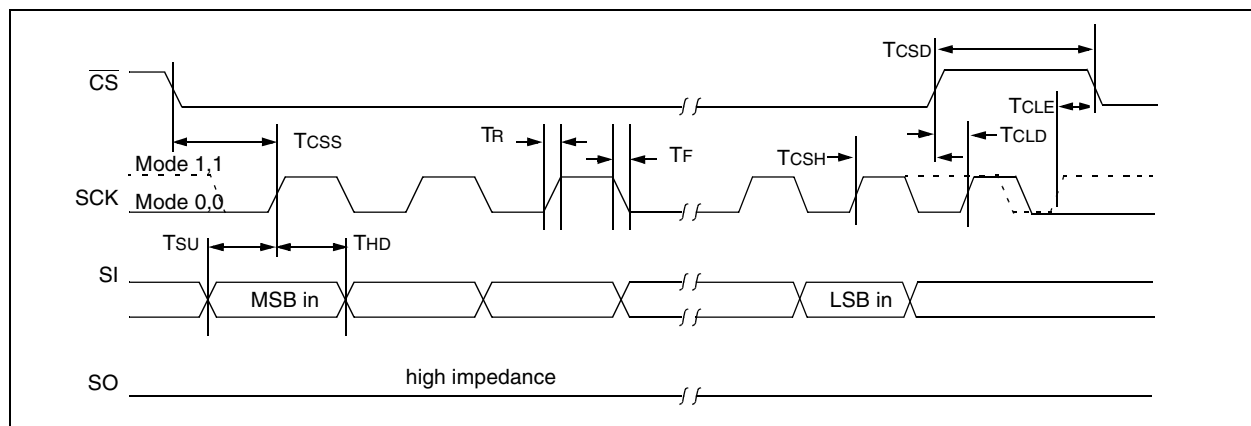 TCSD
CS
TCLE
TCSS
TR
TF
TCSH
TCLD
Mode 1,1
SCK
Mode 0,0
TSU
THD
SI
MSB in
LSB in
SO
high impedance